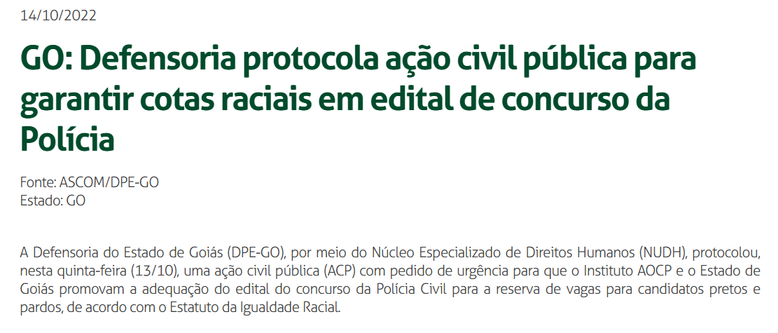 14/10/2022
GO: Defensoria protocola ação civil pública para
garantir cotas raciais em edital de concurso da
Polícia
Fonte: ASCOM/DPE-GO
Estado: GO
A Defensoria do Estado de Goiás (DPE-GO), por meio do Núcleo Especializado de Direitos Humanos (NUDH), protocolou,
nesta quinta-feira (13/10), uma ação civil pública (ACP) com pedido de urgência para que o Instituto AOCP e o Estado de
Goiás promovam a adequação do edital do concurso da Polícia Civil para a reserva de vagas para candidatos pretos e
pardos, de acordo com o Estatuto da Igualdade Racial.